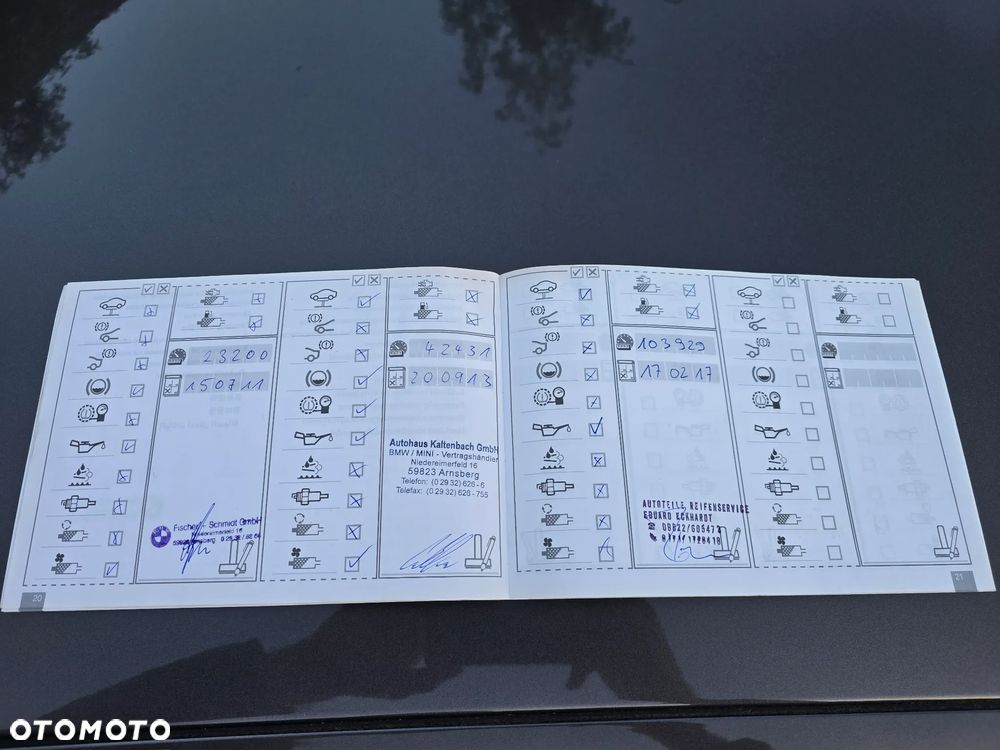 23200
150711
Fischer + Schmidt GmbH
42431
200913
Autohaus Kaltenbach GmbH
BMW / MINI - Vertragshändler
Niedereimerfeld 16
59823 Arnsberg
Telefon: (0 29 32) 626 - 6
Telefax: (0 29 32) 626 - 755
20
103929
170217
AUTOTEILE, REIFENSERVICE
EDUARD ECKHARDT
21
OTOMOTO